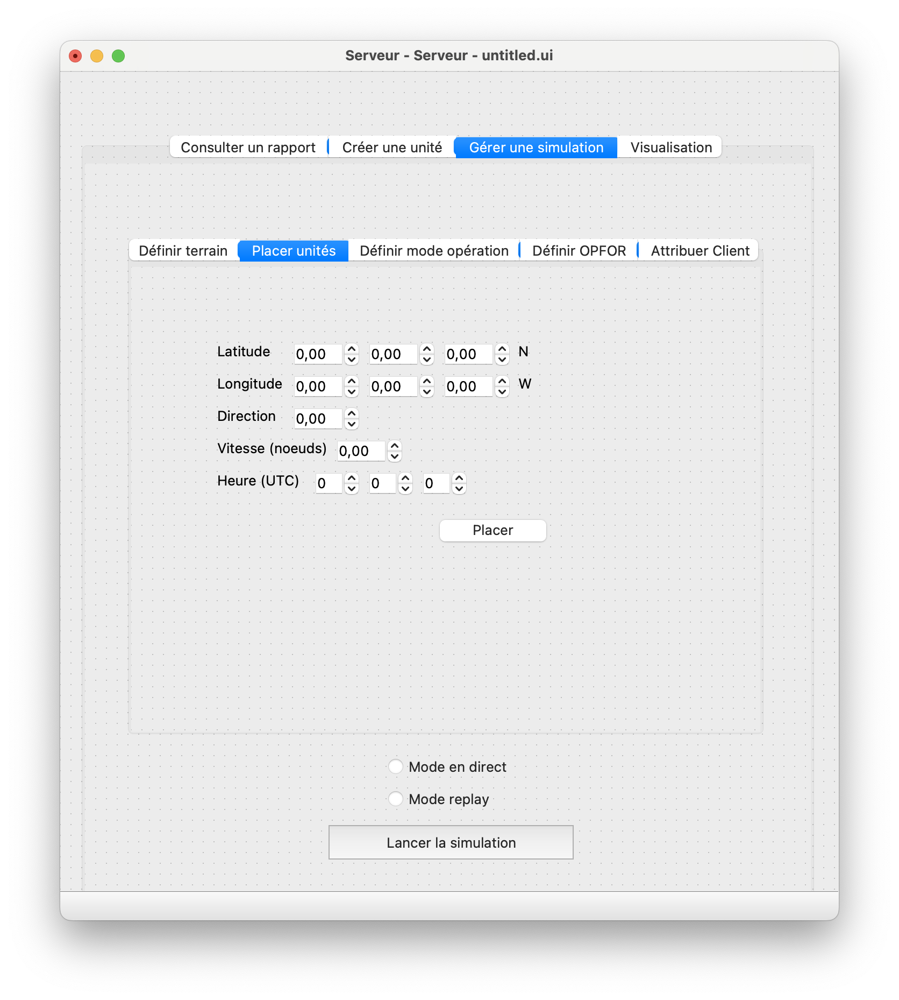 Serveur - Serveur - untitled.ui
Consulter un rapport Créer une unité Gérer une simulation Visualisation
Définir terrain Placer unités Définir mode opération Définir OPFOR Attribuer Client
Latitude 0,00 0,00 0,00 N
Longitude 0,00 0,00 0,00 W
Direction 0,00
Vitesse (noeuds) 0,00
Heure (UTC) 0 0 0
Placer
Mode en direct
Mode replay
Lancer la simulation